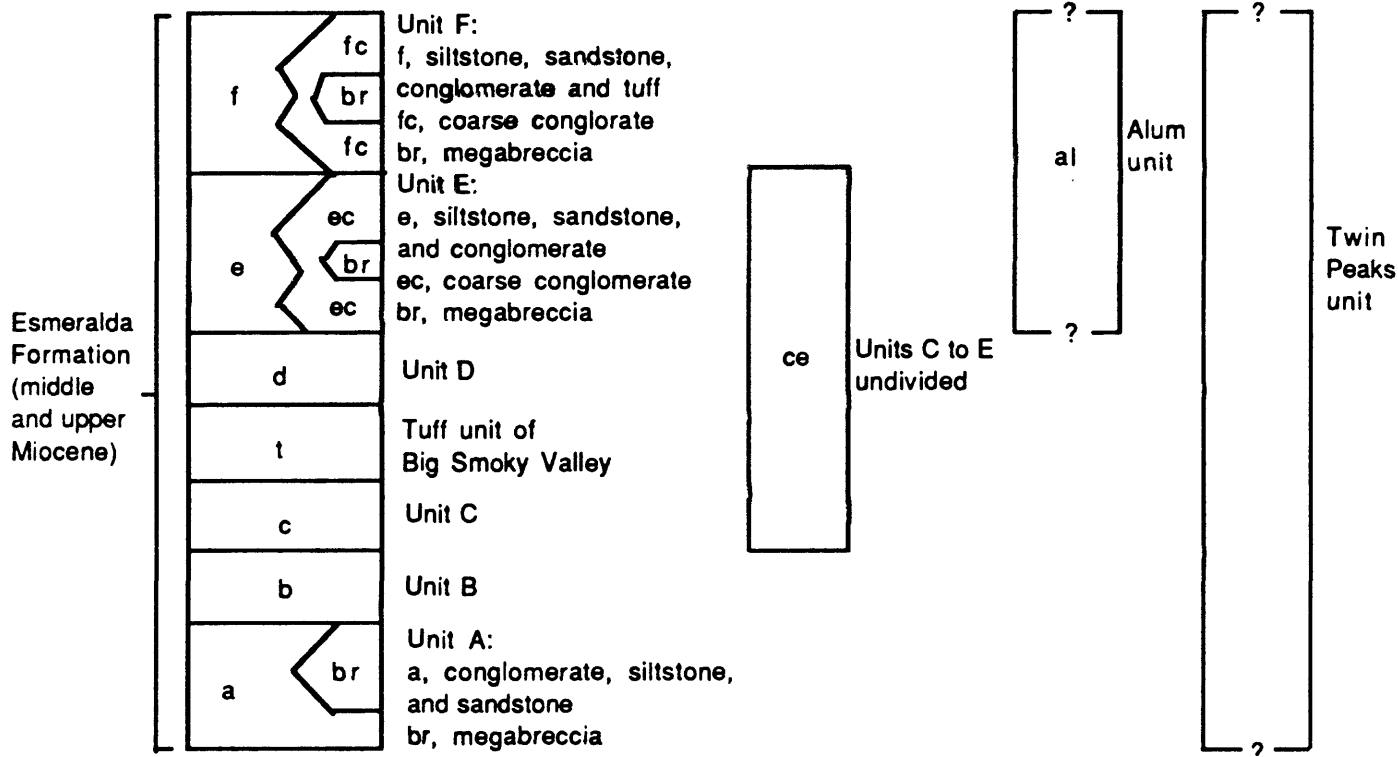 Esmeralda
Formation
(middle
and upper
Miocene)
f
fc
br
fc
Unit F:
f, siltstone, sandstone,
conglomerate and tuff
fc, coarse conglorate
br, megabreccia
e
ec
br
ec
Unit E:
e, siltstone, sandstone,
and conglomerate
ec, coarse conglomerate
br, megabreccia
d
Unit D
t
Tuff unit of
Big Smoky Valley
c
Unit C
b
Unit B
a
br
Unit A:
a, conglomerate, siltstone,
and sandstone
br, megabreccia
ce
Units C to E
undivided
?
al
?
Alum
unit
?
?
Twin
Peaks
unit